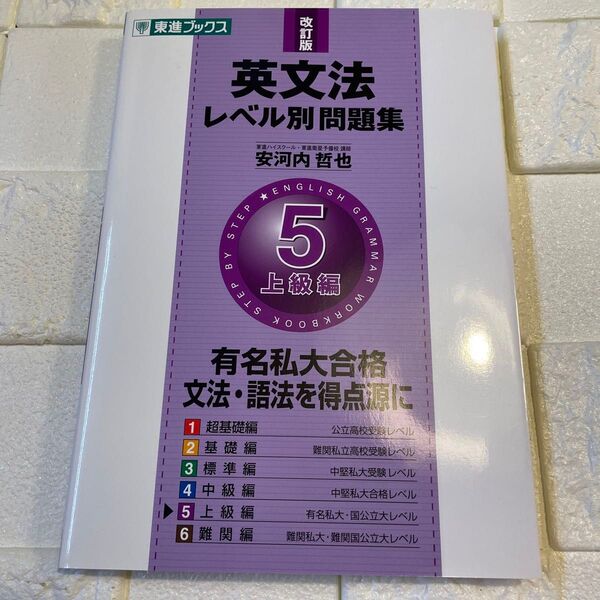 東進ブックス
改訂版
英文法
レベル別問題集
東進ハイスクール・東進衛星予備校 講師
安河内 哲也
STEP BY STEP ★ ENGLISH GRAMMAR WORKBOOK
5
上級編
有名私大合格
文法・語法を得点源に
1 超基礎編 公立高校受験レベル
2 基礎編 難関私立高校受験レベル
3 標準編 中堅私大受験レベル
4 中級編 中堅私大合格レベル
▶ 5 上級編 有名私大・国公立大レベル
6 難関編 難関私大・難関国公立大レベル